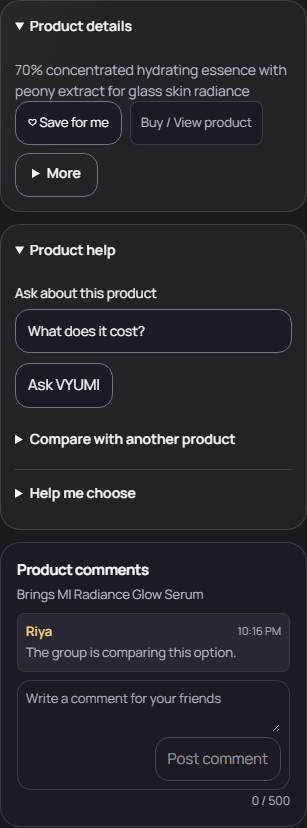 Product details
70% concentrated hydrating essence with
peony extract for glass skin radiance
♡ Save for me
Buy / View product
More
Product help
Ask about this product
What does it cost?
Ask VYUMI
Compare with another product
Help me choose
Product comments
Brings MI Radiance Glow Serum
Riya
10:16 PM
The group is comparing this option.
Write a comment for your friends
Post comment
0 / 500